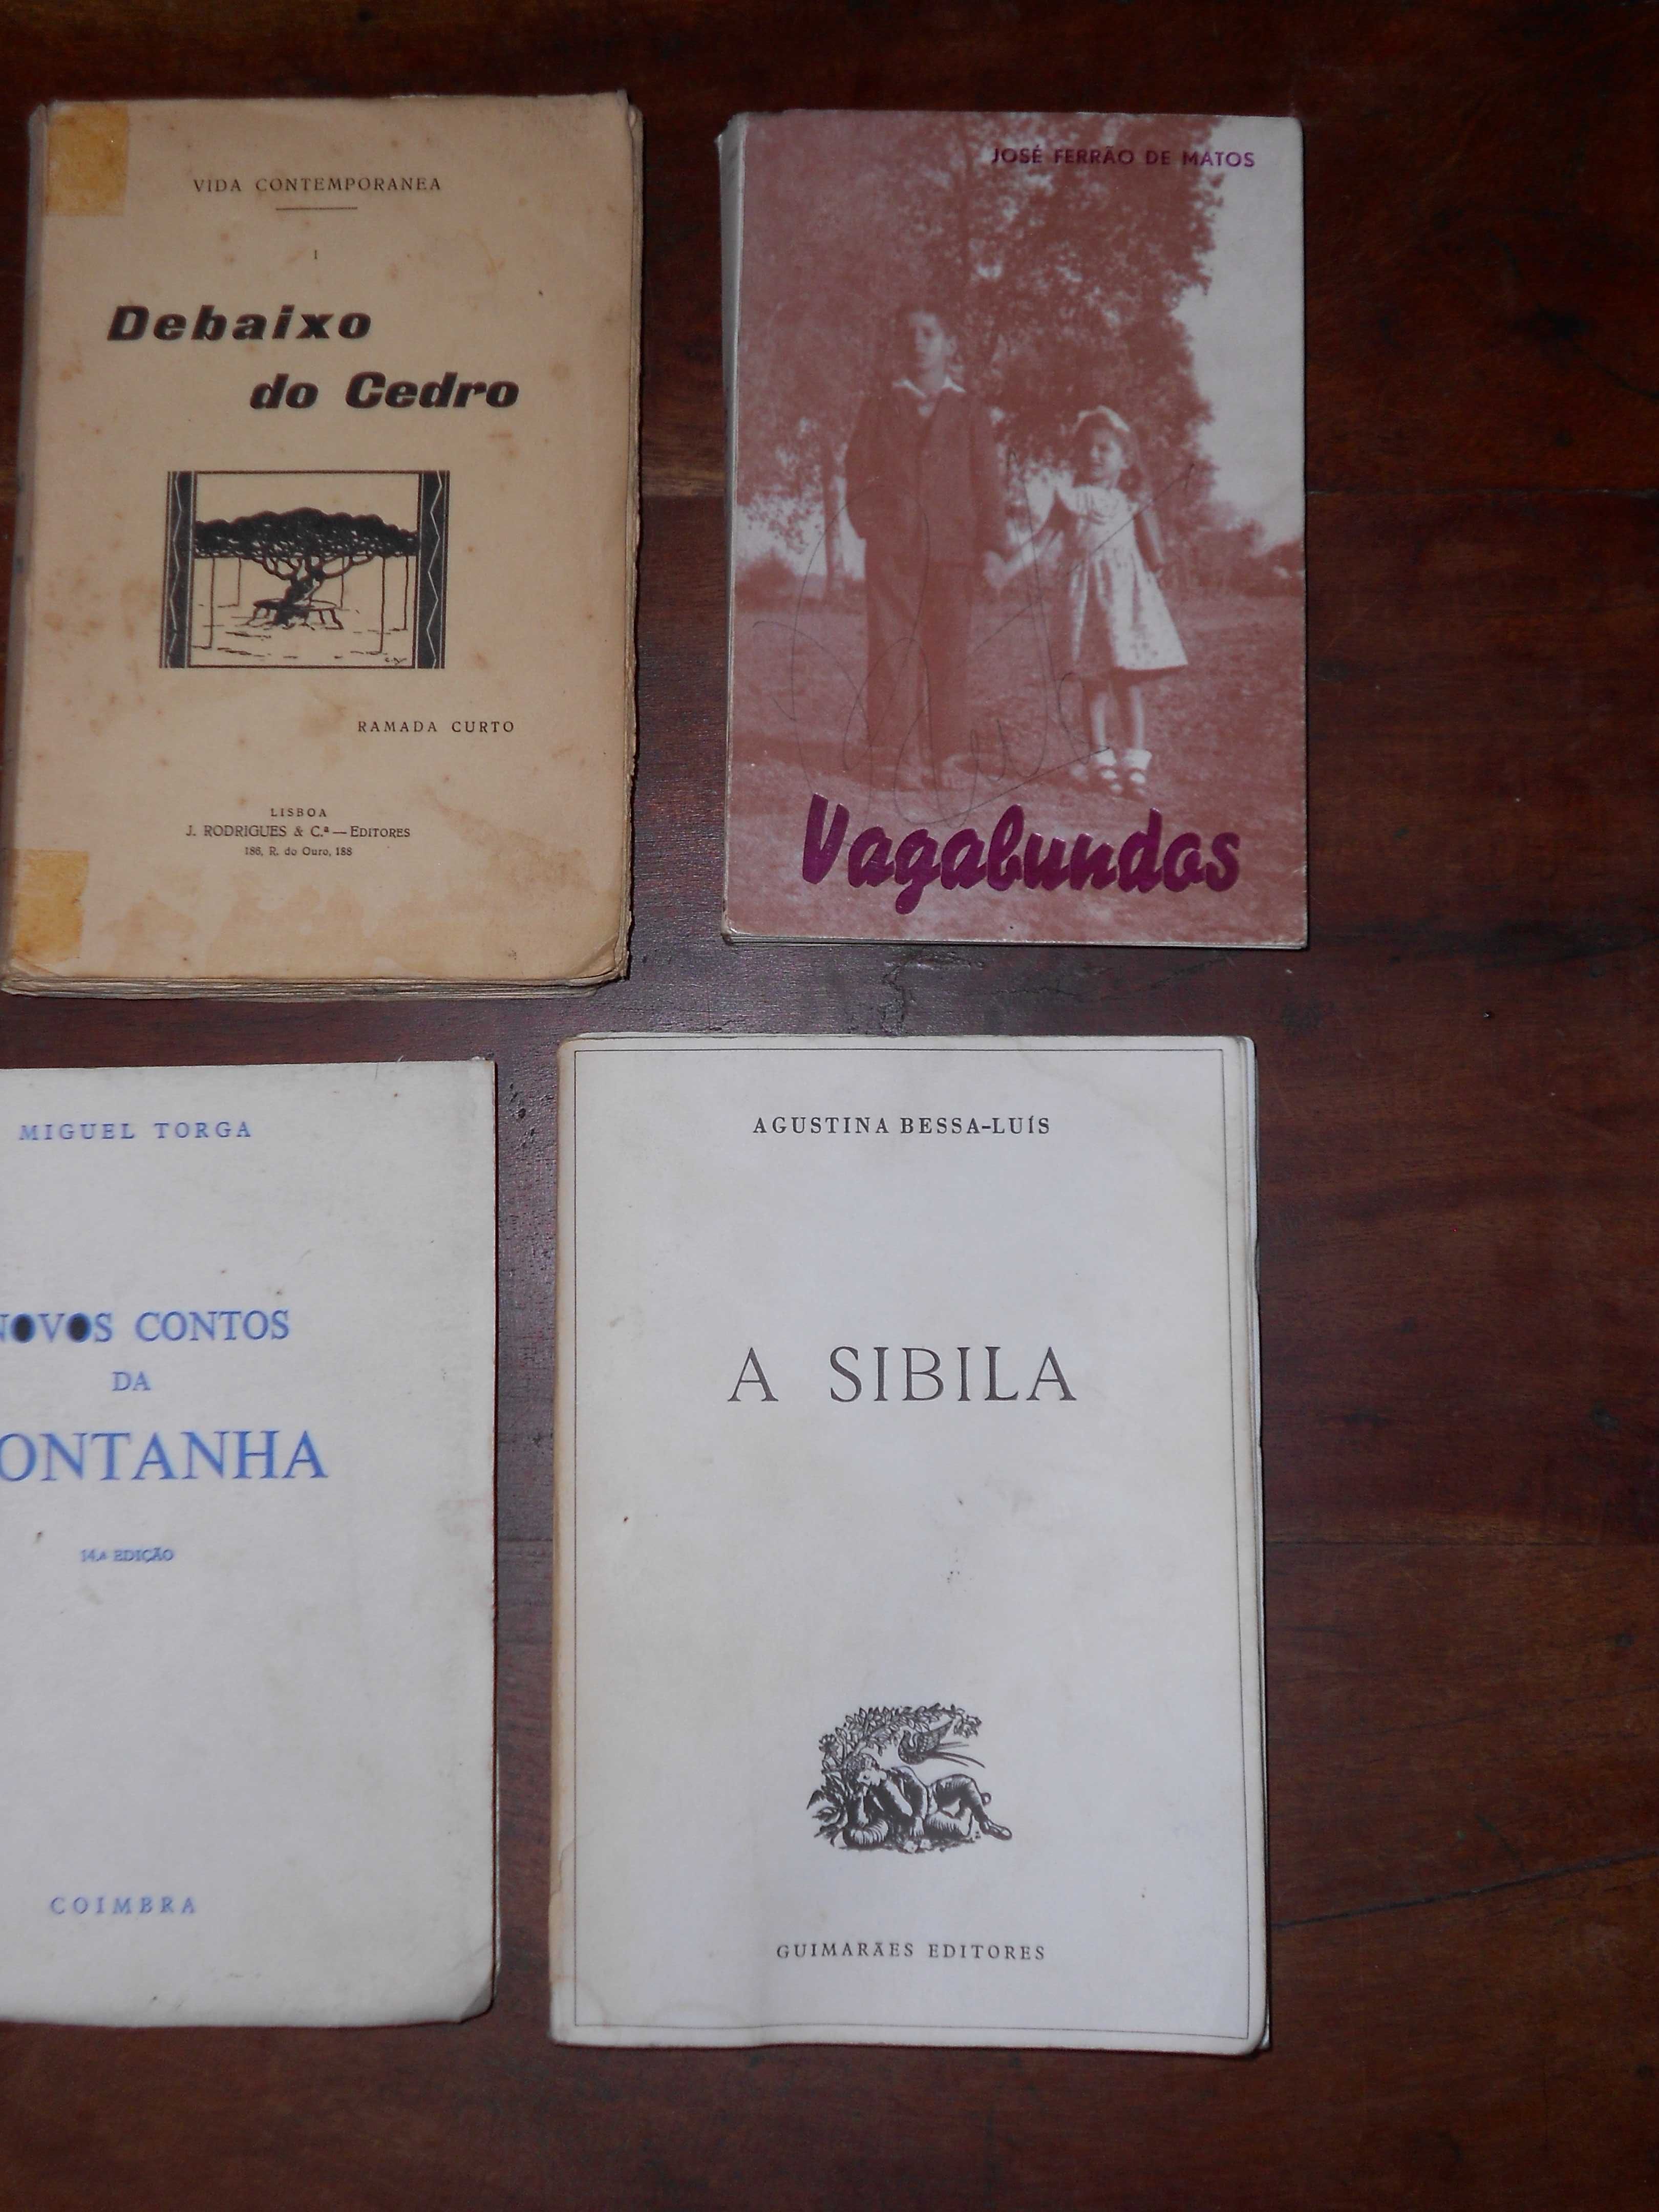 VIDA CONTEMPORANEA
I
Debaixo
do Cedro
RAMADA CURTO
LISBOA
J. RODRIGUES & C.ª — EDITORES
186, R. do Ouro, 188
JOSÉ FERRÃO DE MATOS
Vagabundos
MIGUEL TORGA
NOVOS CONTOS
DA
ONTANHA
14.ª EDIÇÃO
COIMBRA
AGUSTINA BESSA-LUÍS
A SIBILA
GUIMARÃES EDITORES